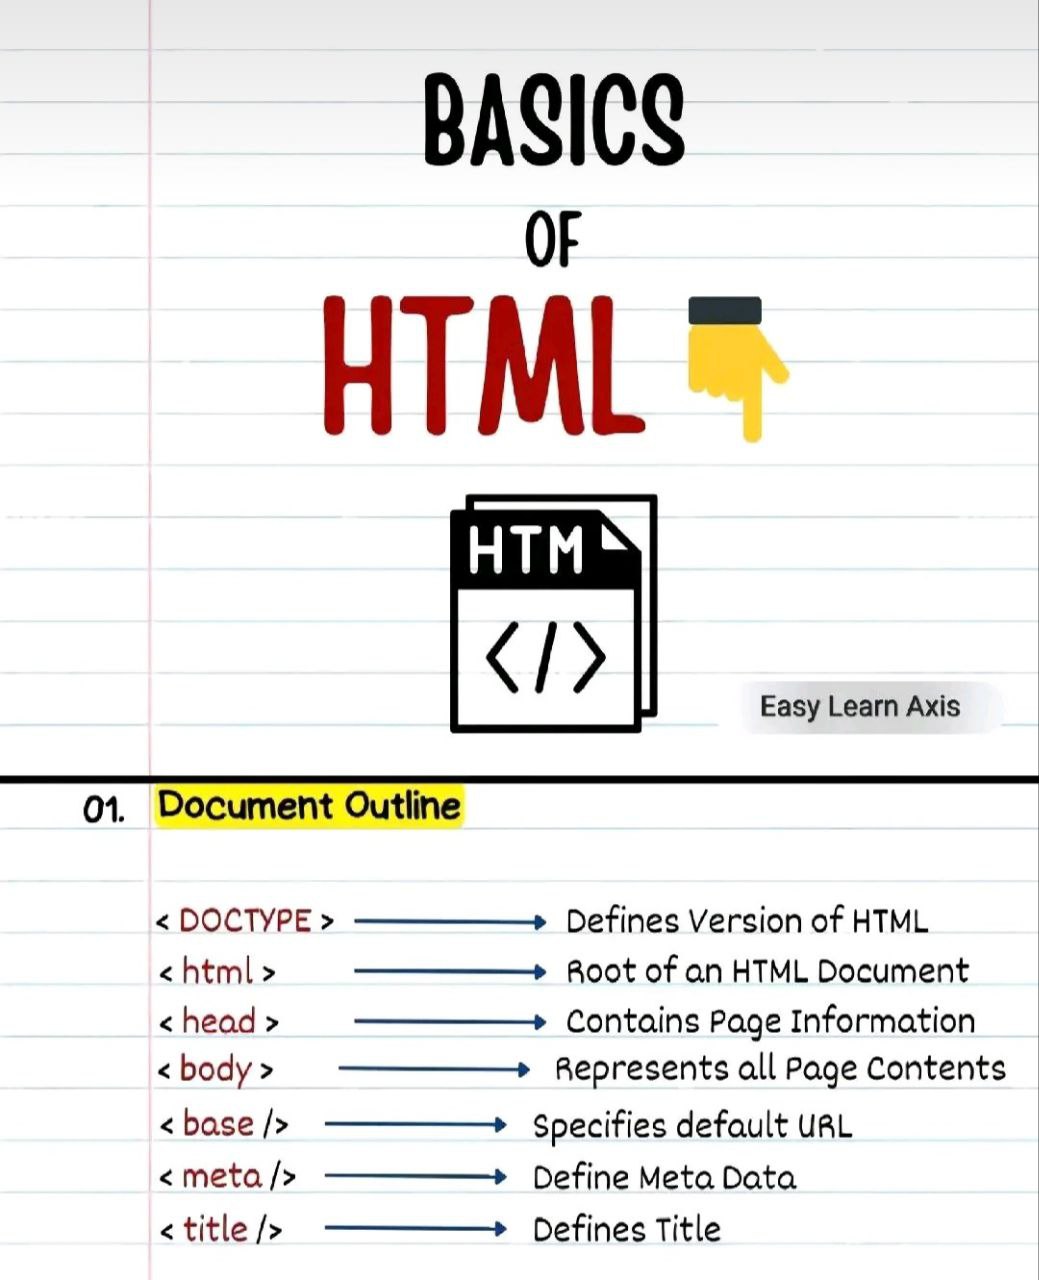 BASICS
OF
HTML
HTM
</>
Easy Learn Axis
01. Document Outline
< DOCTYPE > Defines Version of HTML
< html > Root of an HTML Document
< head > Contains Page Information
< body > Represents all Page Contents
< base /> Specifies default URL
< meta /> Define Meta Data
< title /> Defines Title